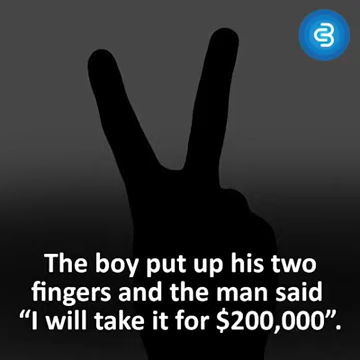 The boy put up his two
fingers and the man said
“I will take it for $200,000”.